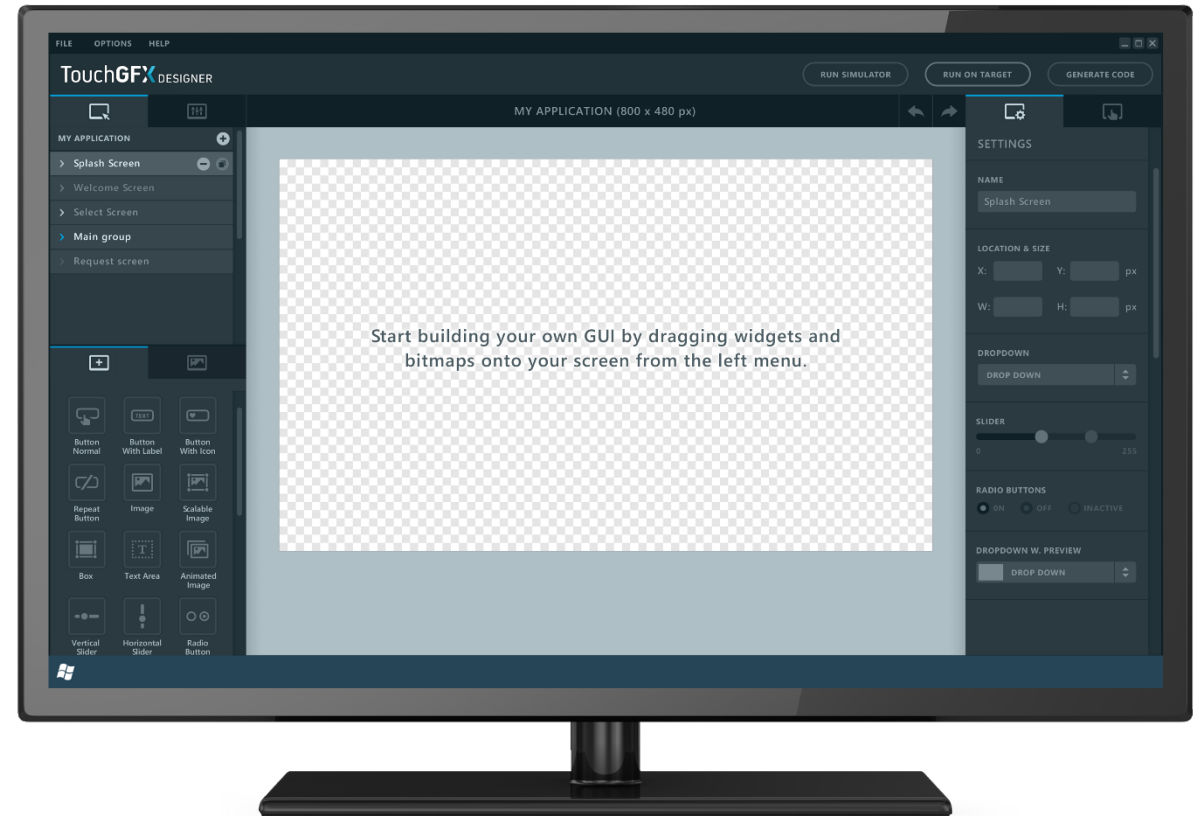 FILE OPTIONS HELP
TouchGFX DESIGNER
RUN SIMULATOR RUN ON TARGET GENERATE CODE
MY APPLICATION (800 x 480 px)
MY APPLICATION
Splash Screen
Welcome Screen
Select Screen
Main group
Request screen
Button
Normal
Button
With Label
TEXT
Button
With Icon
Repeat
Button
Image
Scalable
Image
Box
T
Text Area
Animated
Image
Vertical
Slider
Horizontal
Slider
Radio
Button
Start building your own GUI by dragging widgets and
bitmaps onto your screen from the left menu.
SETTINGS
NAME
Splash Screen
LOCATION & SIZE
X: Y: px
W: H: px
DROPDOWN
DROP DOWN
SLIDER
0 255
RADIO BUTTONS
ON OFF INACTIVE
DROPDOWN W. PREVIEW
DROP DOWN